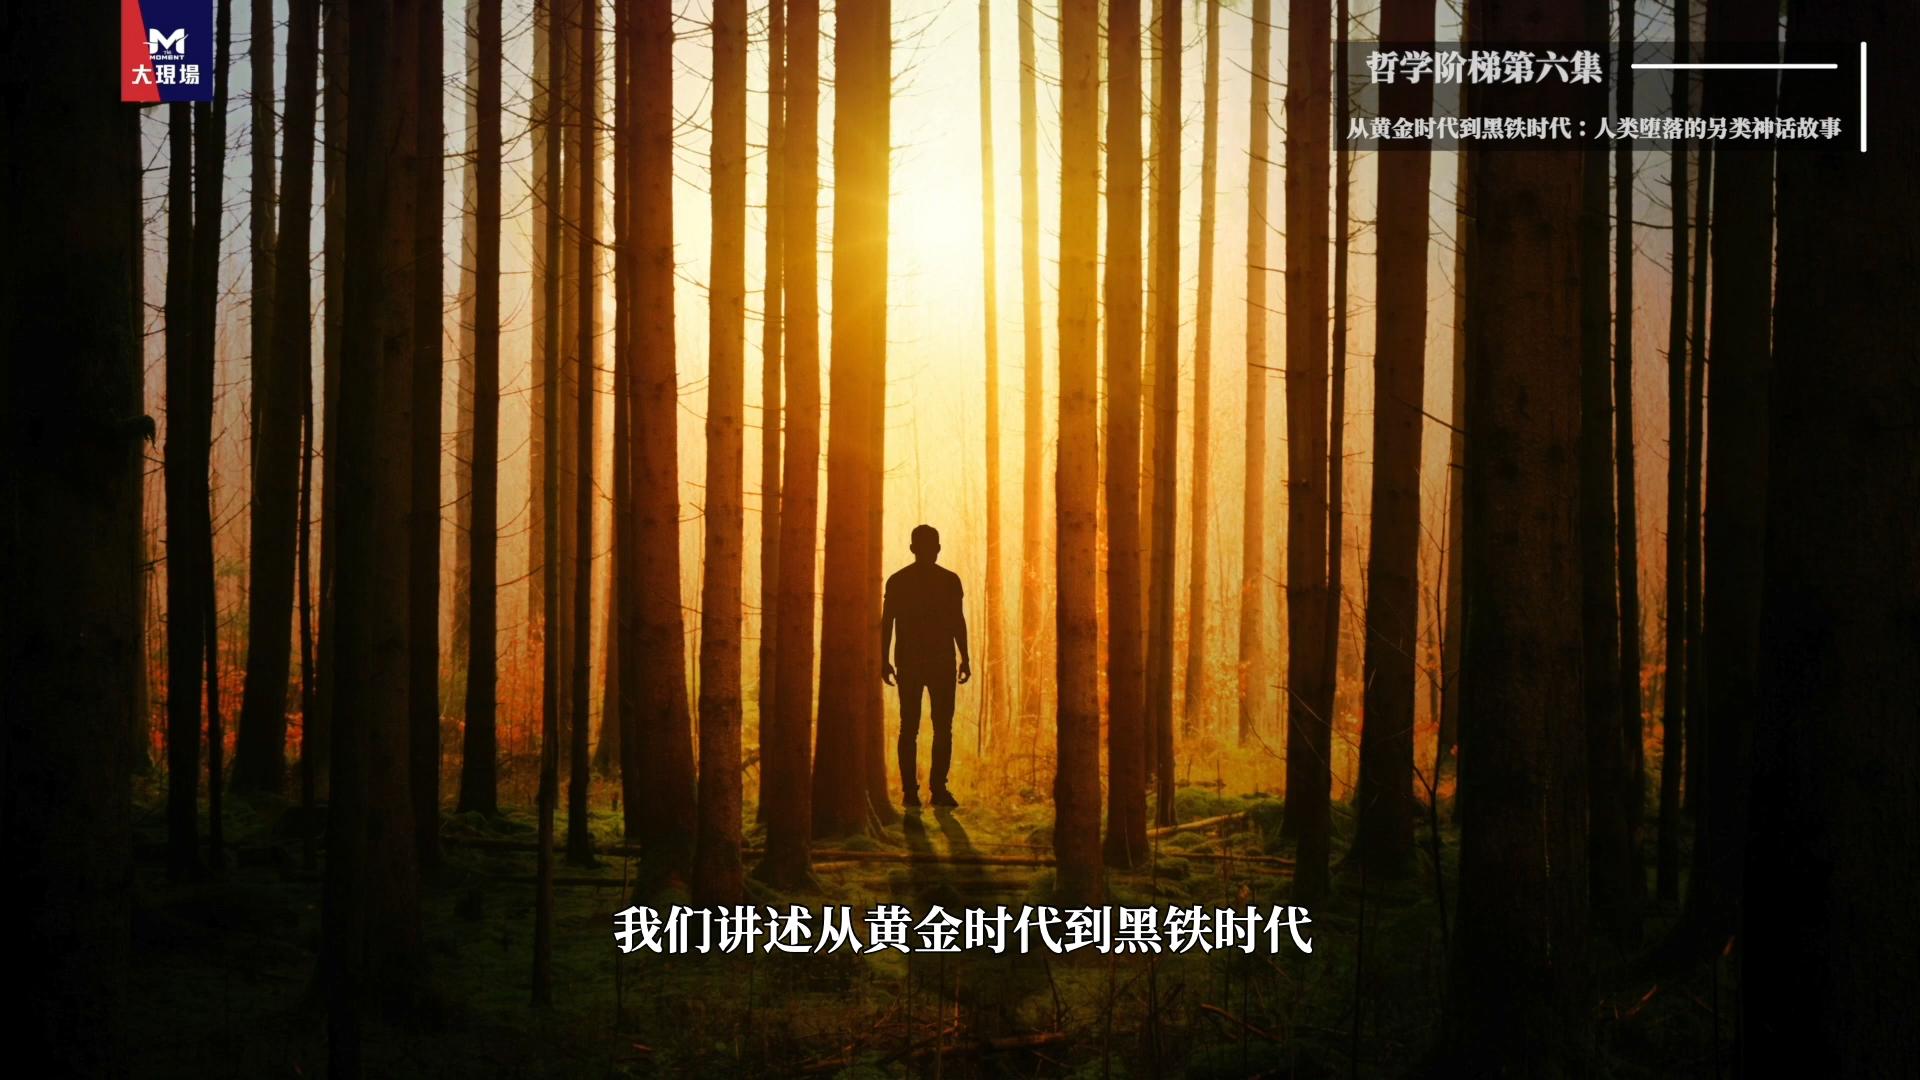 M
THE
MOMENT
大現場
哲学阶梯第六集
从黄金时代到黑铁时代：人类堕落的另类神话故事
我们讲述从黄金时代到黑铁时代